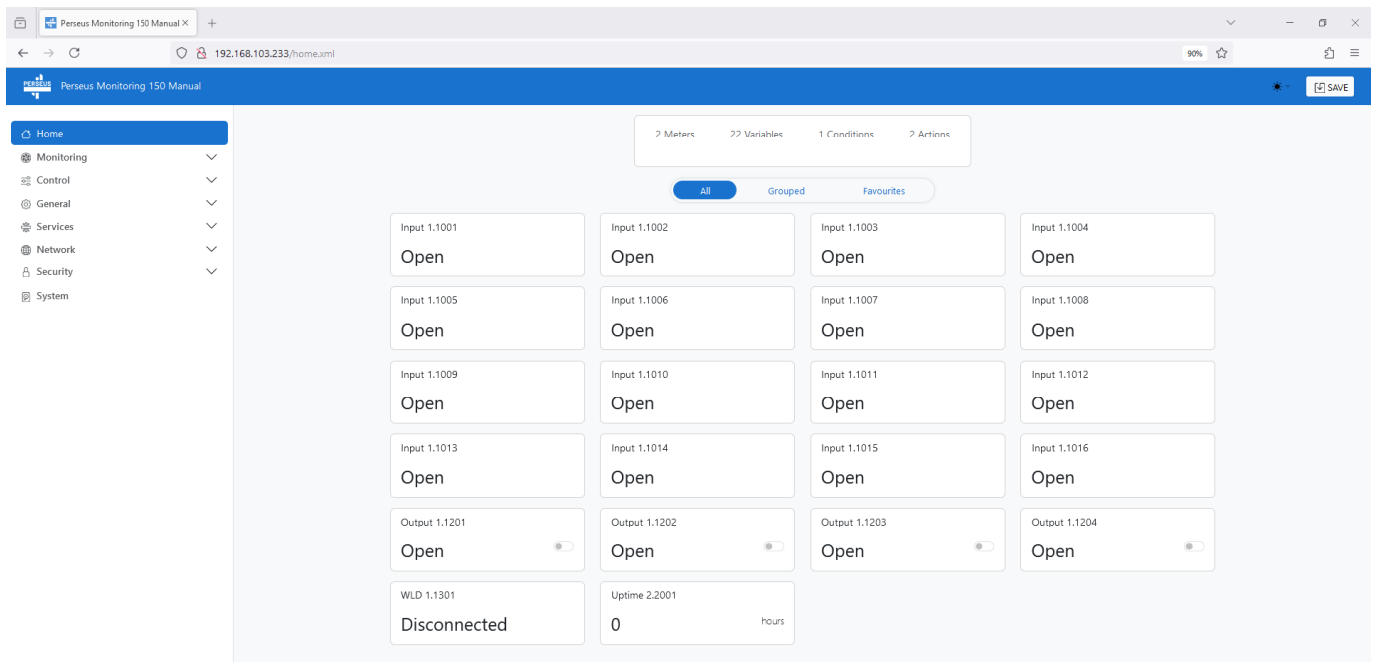 Perseus Monitoring 150 Manual
192.168.103.233/home.xml
90%
PERSEUS
Perseus Monitoring 150 Manual
SAVE
Home
Monitoring
Control
General
Services
Network
Security
System
2 Meters 22 Variables 1 Conditions 2 Actions
All Grouped Favourites
Input 1.1001 Input 1.1002 Input 1.1003 Input 1.1004
Open Open Open Open
Input 1.1005 Input 1.1006 Input 1.1007 Input 1.1008
Open Open Open Open
Input 1.1009 Input 1.1010 Input 1.1011 Input 1.1012
Open Open Open Open
Input 1.1013 Input 1.1014 Input 1.1015 Input 1.1016
Open Open Open Open
Output 1.1201 Output 1.1202 Output 1.1203 Output 1.1204
Open Open Open Open
WLD 1.1301 Uptime 2.2001
Disconnected 0 hours